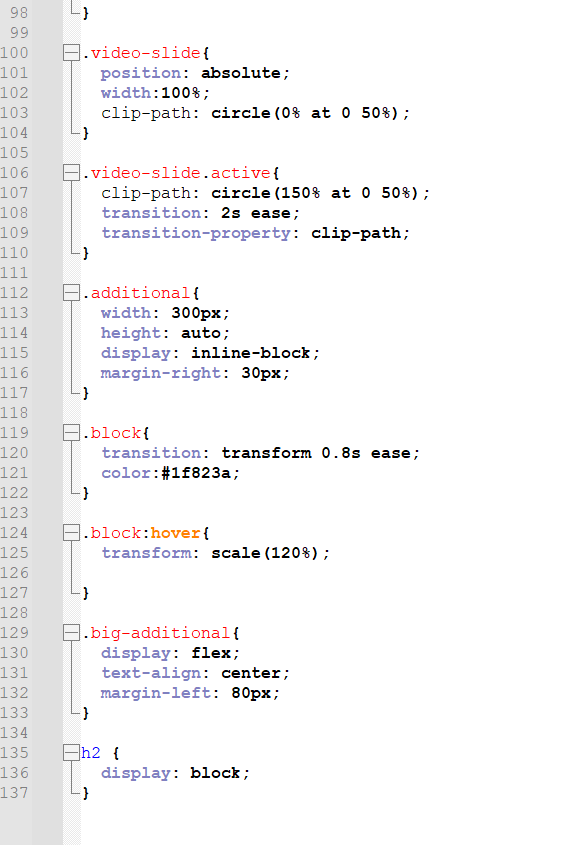 98 }
99
100 .video-slide{
101 position: absolute;
102 width:100%;
103 clip-path: circle(0% at 0 50%);
104 }
105
106 .video-slide.active{
107 clip-path: circle(150% at 0 50%);
108 transition: 2s ease;
109 transition-property: clip-path;
110 }
111
112 .additional{
113 width: 300px;
114 height: auto;
115 display: inline-block;
116 margin-right: 30px;
117 }
118
119 .block{
120 transition: transform 0.8s ease;
121 color:#1f823a;
122 }
123
124 .block:hover{
125 transform: scale(120%);
126
127 }
128
129 .big-additional{
130 display: flex;
131 text-align: center;
132 margin-left: 80px;
133 }
134
135 h2 {
136 display: block;
137 }